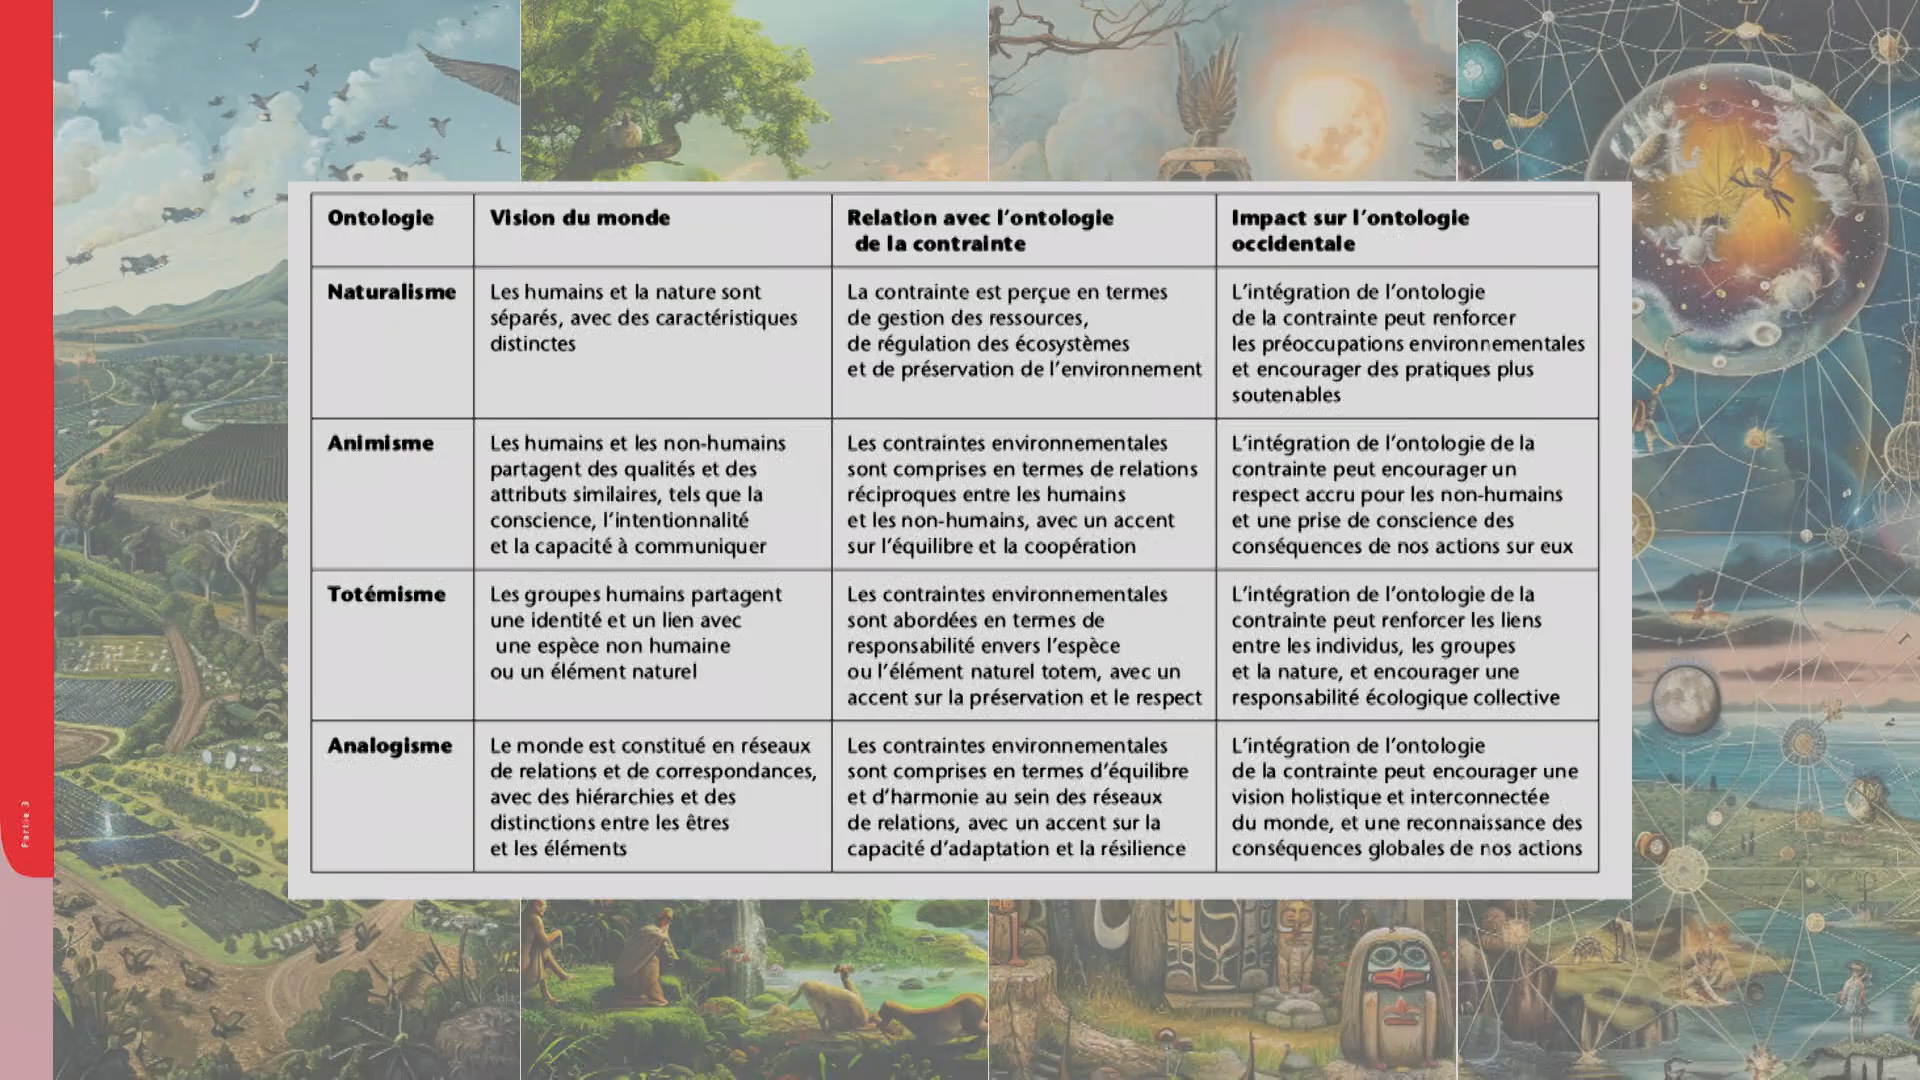 Ontologie
Vision du monde
Relation avec l'ontologie
de la contrainte
Impact sur l'ontologie
occidentale
Naturalisme
Les humains et la nature sont
séparés, avec des caractéristiques
distinctes
La contrainte est perçue en termes
de gestion des ressources,
de régulation des écosystèmes
et de préservation de l'environnement
L'intégration de l'ontologie
de la contrainte peut renforcer
les préoccupations environnementales
et encourager des pratiques plus
soutenables
Animisme
Les humains et les non-humains
partagent des qualités et des
attributs similaires, tels que la
conscience, l'intentionnalité
et la capacité à communiquer
Les contraintes environnementales
sont comprises en termes de relations
réciproques entre les humains
et les non-humains, avec un accent
sur l'équilibre et la coopération
L'intégration de l'ontologie de la
contrainte peut encourager un
respect accru pour les non-humains
et une prise de conscience des
conséquences de nos actions sur eux
Totémisme
Les groupes humains partagent
une identité et un lien avec
une espèce non humaine
ou un élément naturel
Les contraintes environnementales
sont abordées en termes de
responsabilité envers l'espèce
ou l'élément naturel totem, avec un
accent sur la préservation et le respect
L'intégration de l'ontologie de la
contrainte peut renforcer les liens
entre les individus, les groupes
et la nature, et encourager une
responsabilité écologique collective
Analogisme
Le monde est constitué en réseaux
de relations et de correspondances,
avec des hiérarchies et des
distinctions entre les êtres
et les éléments
Les contraintes environnementales
sont comprises en termes d'équilibre
et d'harmonie au sein des réseaux
de relations, avec un accent sur la
capacité d'adaptation et la résilience
L'intégration de l'ontologie
de la contrainte peut encourager une
vision holistique et interconnectée
du monde, et une reconnaissance des
conséquences globales de nos actions
Partie 3